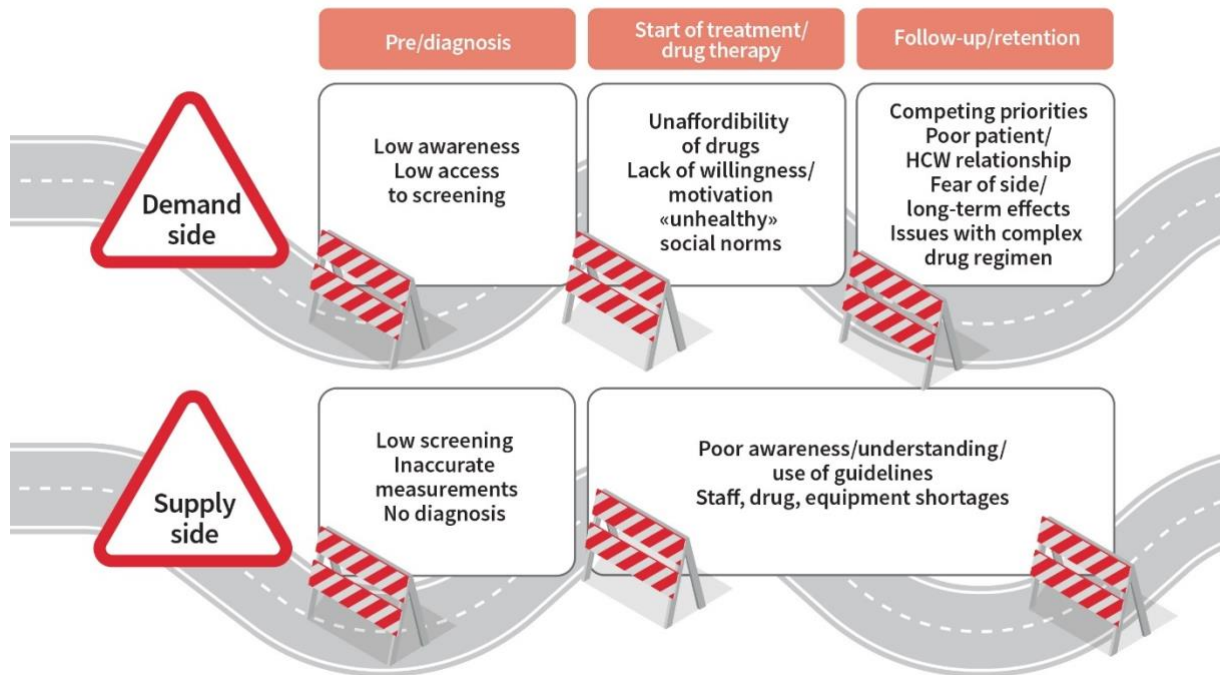 Pre/diagnosis
Start of treatment/
drug therapy
Follow-up/retention
Demand
side
Low awareness
Low access
to screening
Unaffordibility
of drugs
Lack of willingness/
motivation
«unhealthy»
social norms
Competing priorities
Poor patient/
HCW relationship
Fear of side/
long-term effects
Issues with complex
drug regimen
Supply
side
Low screening
Inaccurate
measurements
No diagnosis
Poor awareness/understanding/
use of guidelines
Staff, drug, equipment shortages